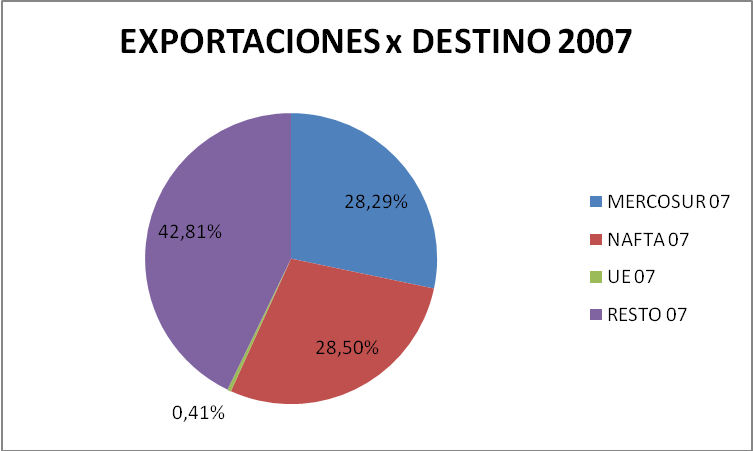 EXPORTACIONES x DESTINO 2007
28,29%
42,81%
28,50%
0,41%
MERCOSUR 07
NAFTA 07
UE 07
RESTO 07